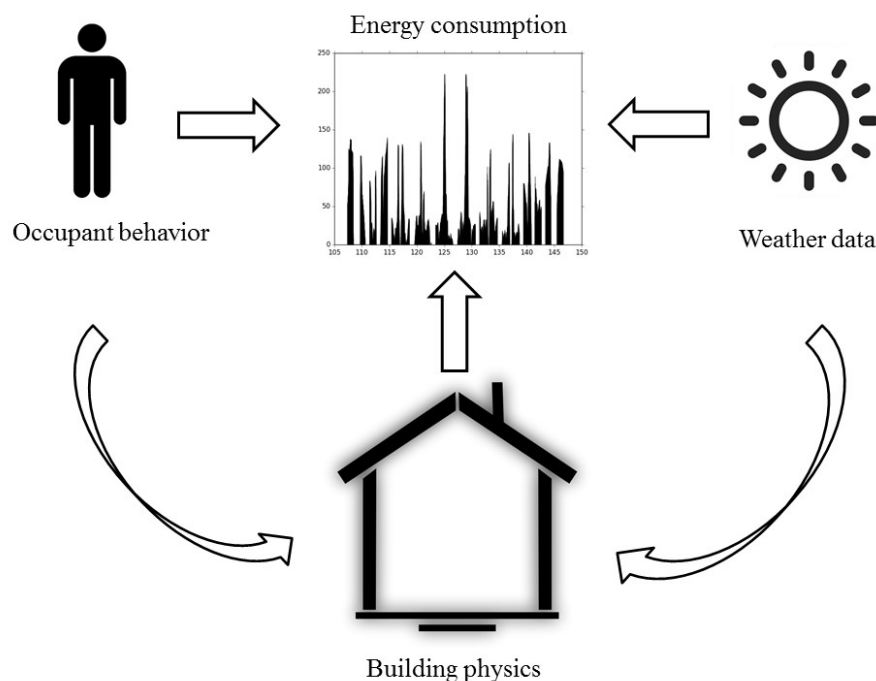 Energy consumption
250
200
150
100
50
0
105 110 115 120 125 130 135 140 145 150
Occupant behavior
Weather data
Building physics